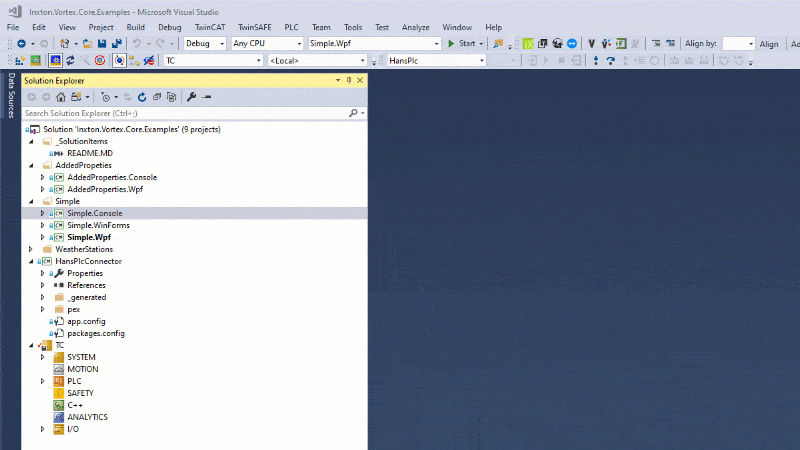 Inxton.Vortex.Core.Examples - Microsoft Visual Studio
File Edit View Project Build Debug TwinCAT TwinSAFE PLC Team Tools Test Analyze Window Help
Debug Any CPU Simple.Wpf Start Align by: Align
TC <Local> HansPlc
Data Sources
Solution Explorer
Search Solution Explorer (Ctrl+;)
Solution 'Inxton.Vortex.Core.Examples' (9 projects)
_SolutionItems
README.MD
AddedPropeties
AddedProperties.Console
AddedProperties.Wpf
Simple
Simple.Console
Simple.WinForms
Simple.Wpf
WeatherStations
HansPlcConnector
Properties
References
_generated
pex
app.config
packages.config
TC
SYSTEM
MOTION
PLC
SAFETY
C++
ANALYTICS
I/O